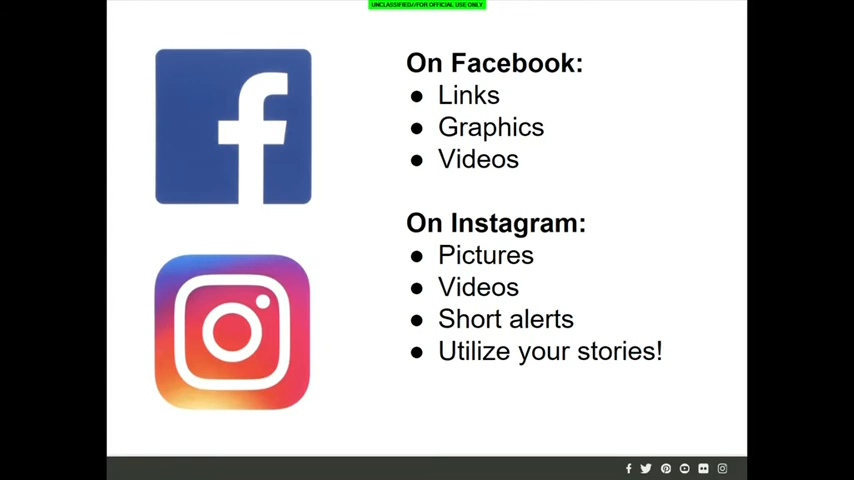 UNCLASSIFIED//FOR OFFICIAL USE ONLY
On Facebook:
● Links
● Graphics
● Videos
On Instagram:
● Pictures
● Videos
● Short alerts
● Utilize your stories!